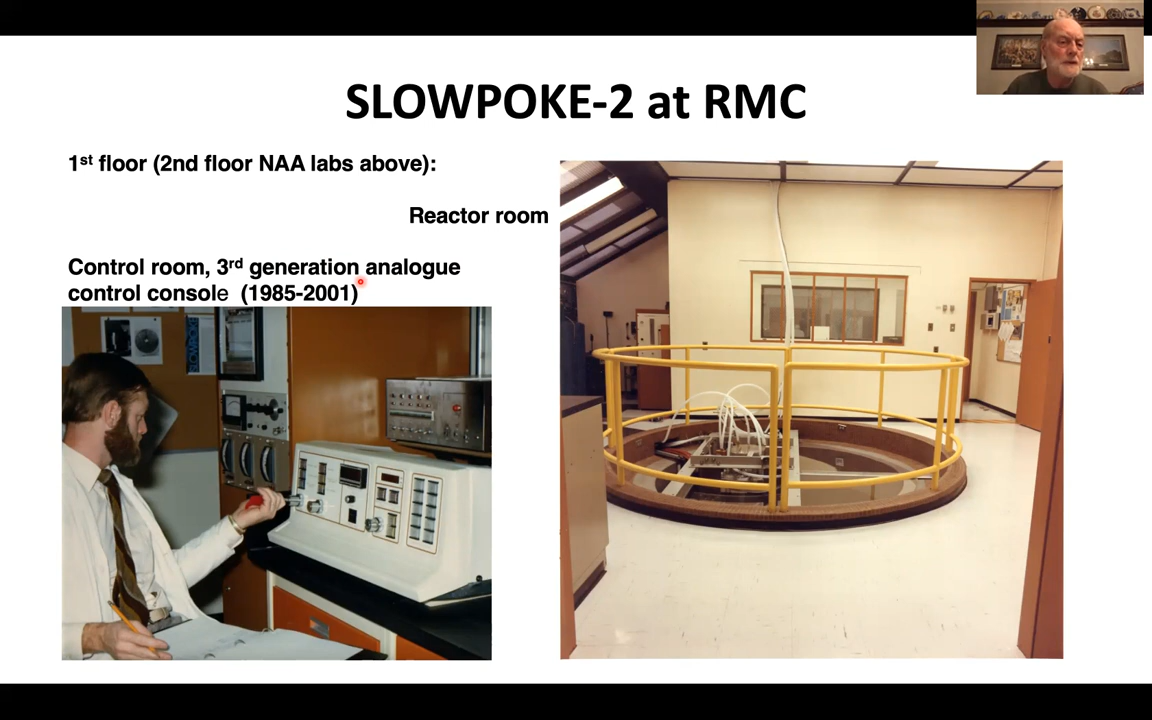 SLOWPOKE-2 at RMC
1st floor (2nd floor NAA labs above):
Reactor room
Control room, 3rd generation analogue
control console (1985-2001)
SLOWPOKE